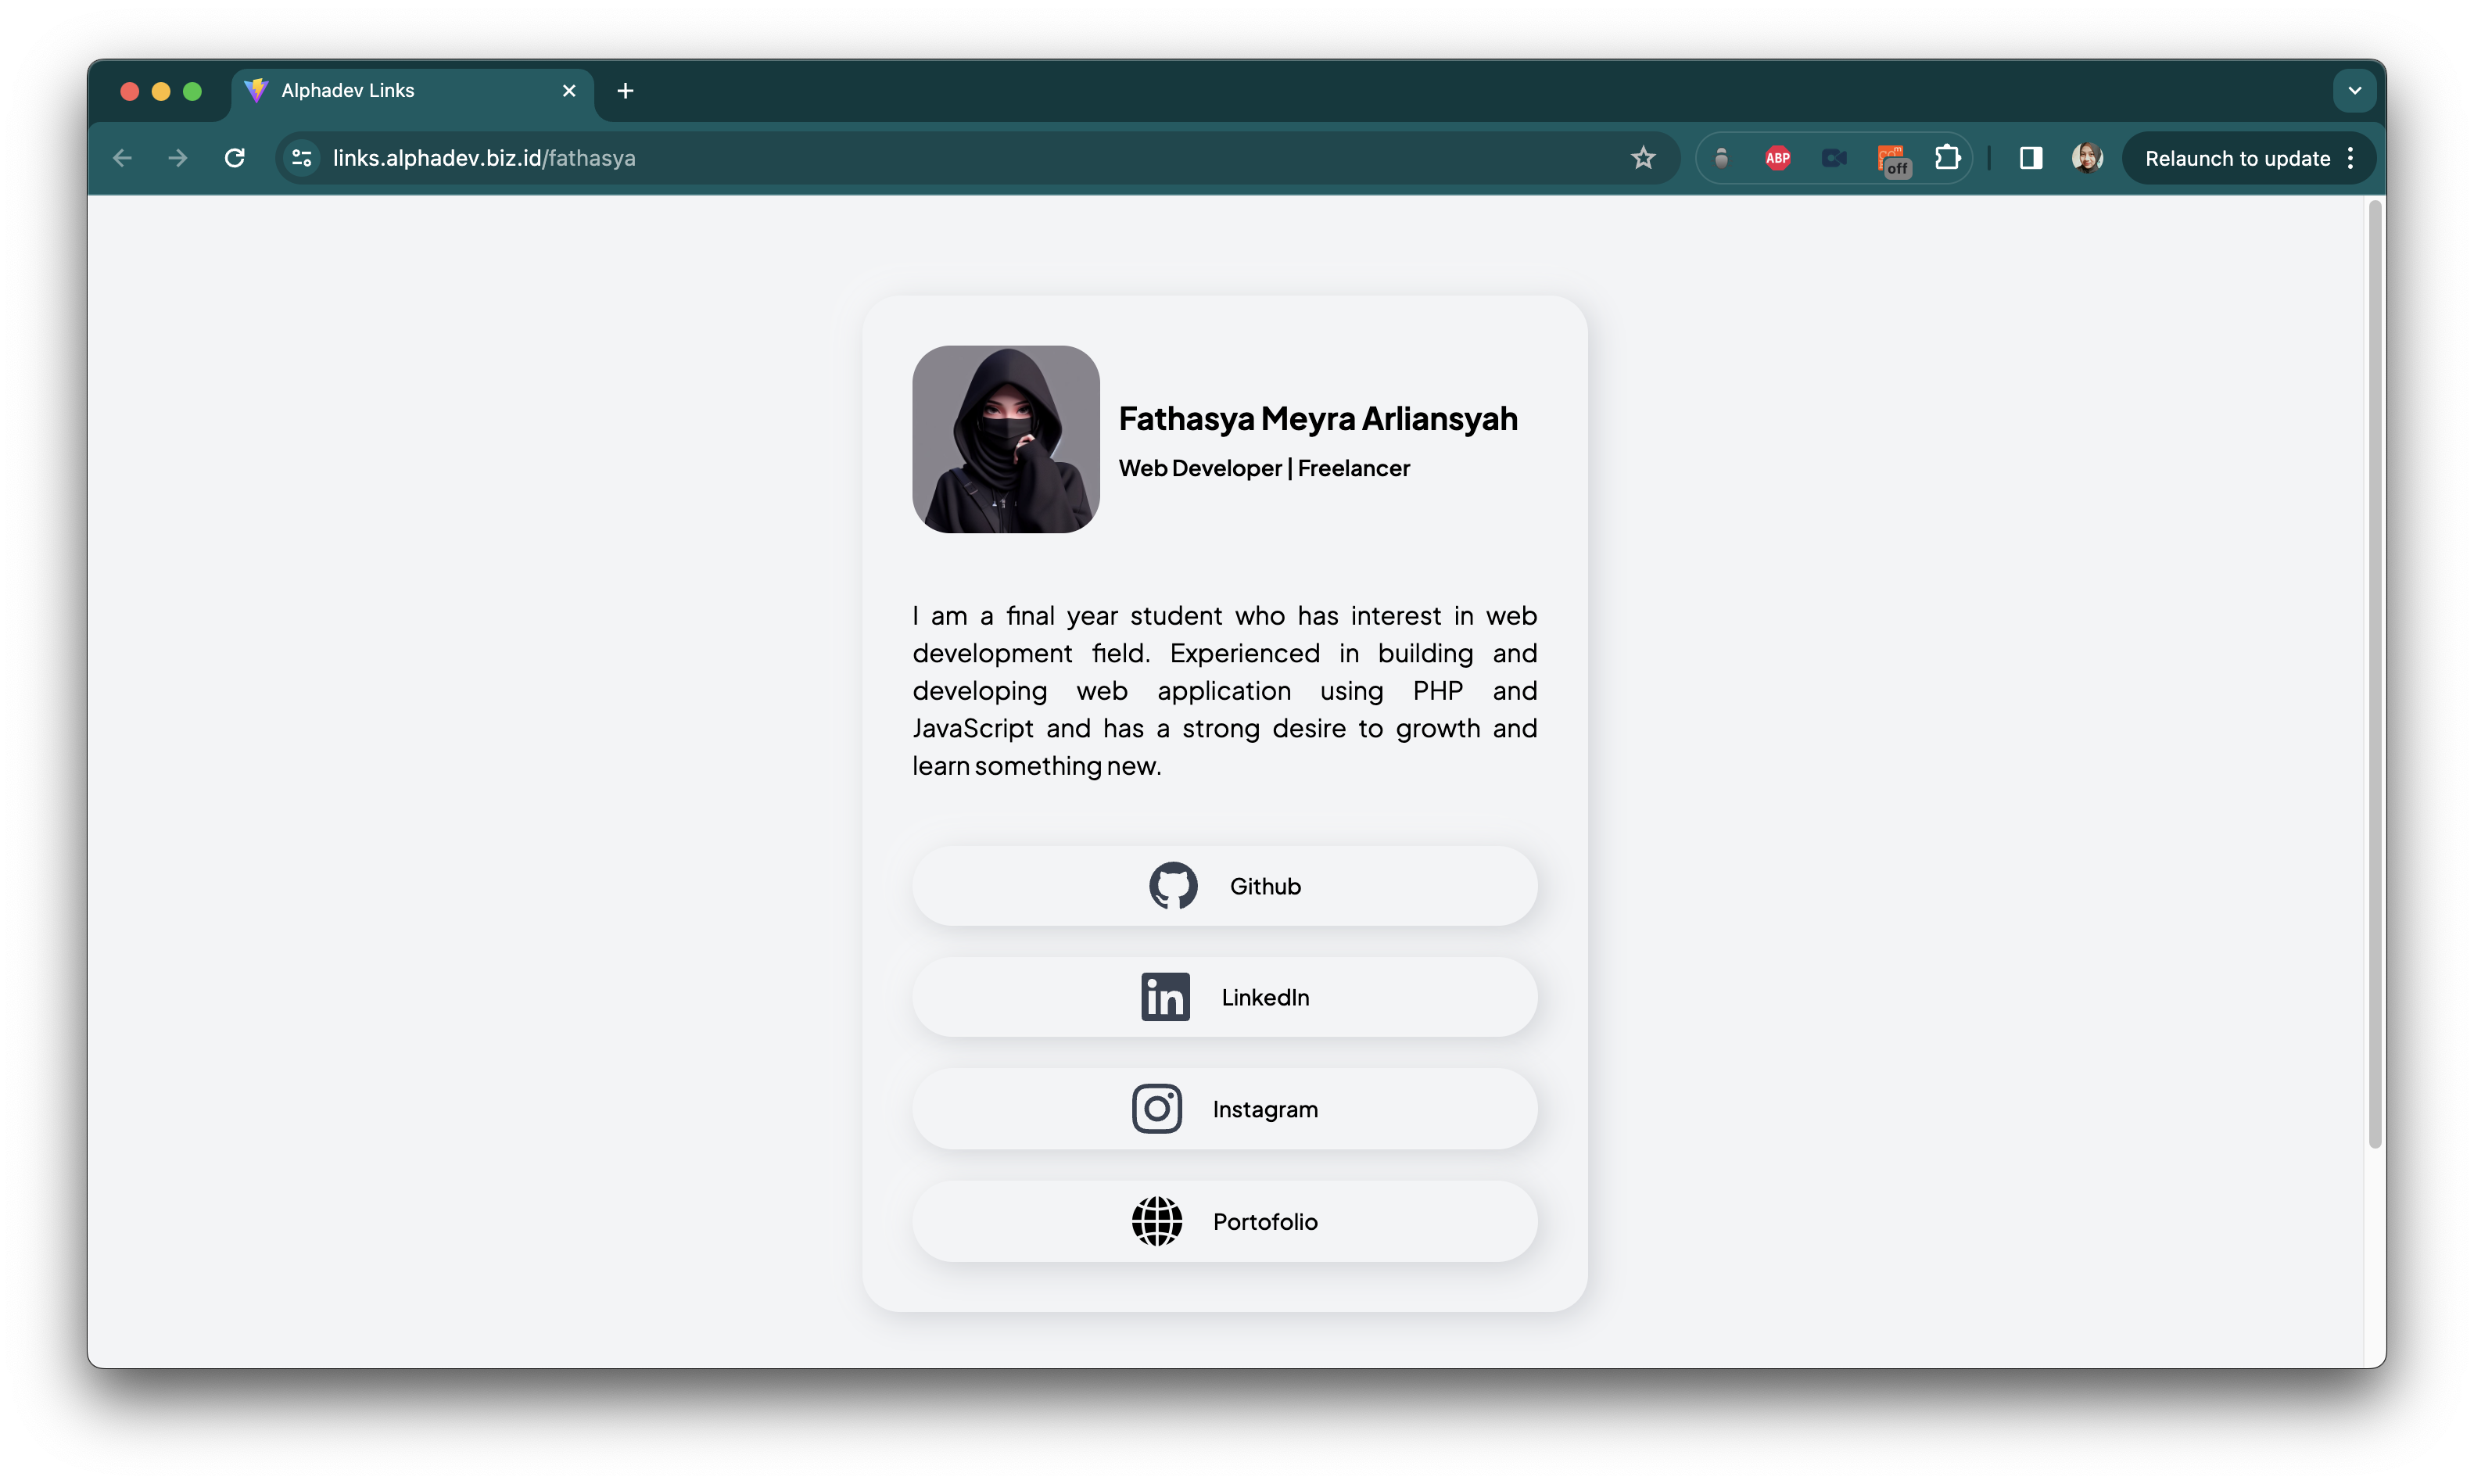 Alphadev Links
links.alphadev.biz.id/fathasya
ABP
off
Relaunch to update
Fathasya Meyra Arliansyah
Web Developer | Freelancer
I am a final year student who has interest in web
development field. Experienced in building and
developing web application using PHP and
JavaScript and has a strong desire to growth and
learn something new.
Github
in
LinkedIn
Instagram
Portofolio